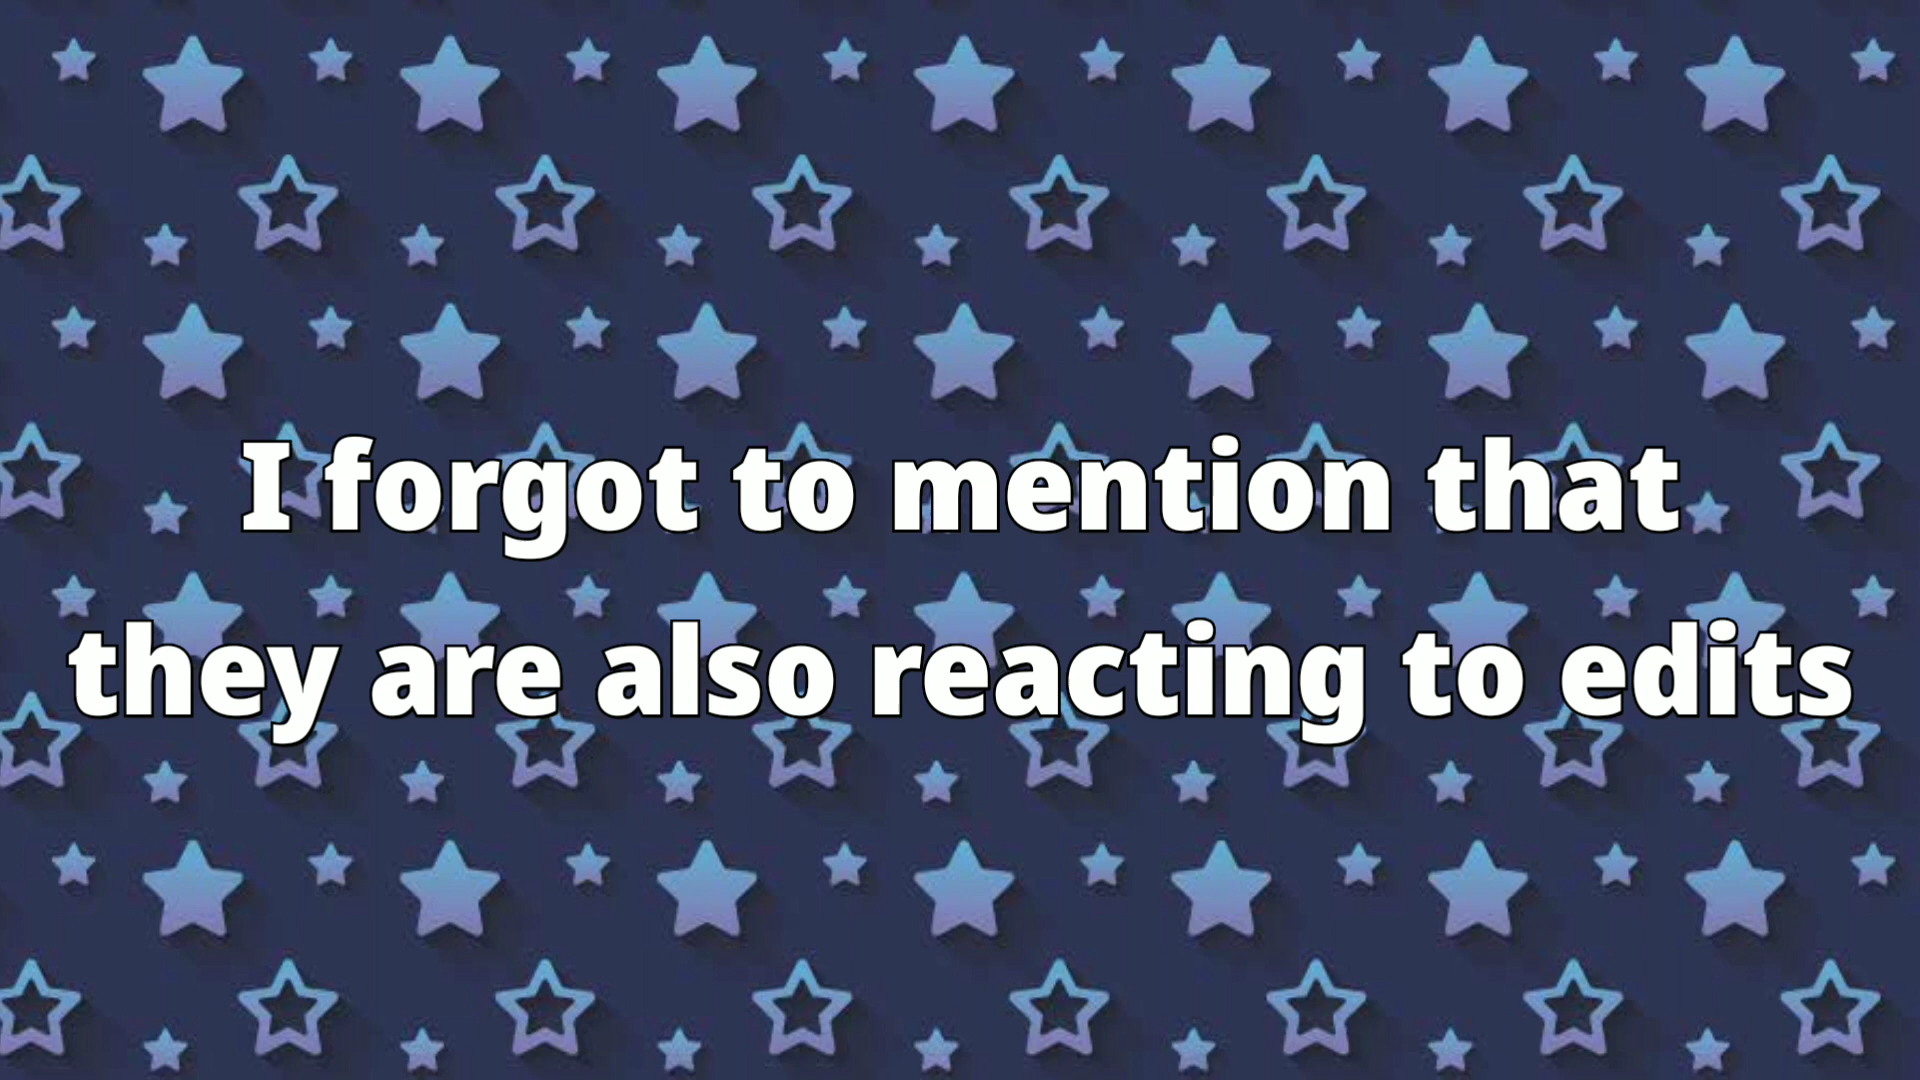 I forgot to mention that
they are also reacting to edits